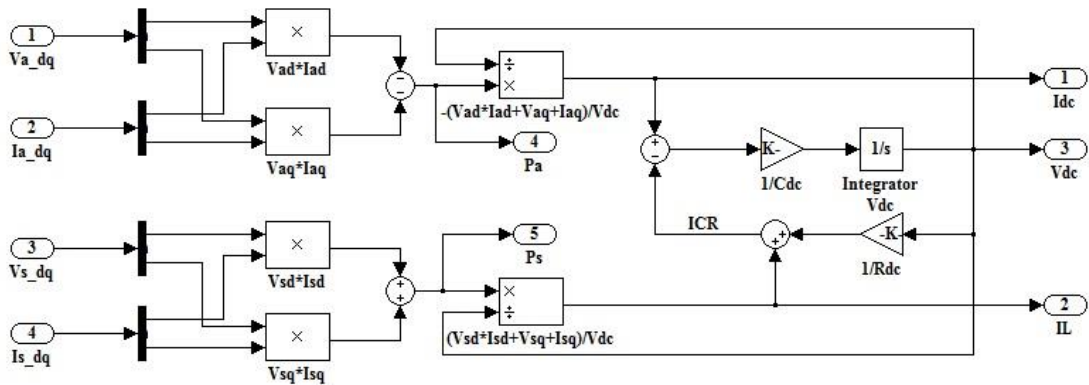 1
Va_dq
2
Ia_dq
×
Vad*Iad
×
Vaq*Iaq
−
−
÷
×
-(Vad*Iad+Vaq+Iaq)/Vdc
4
Pa
1
Idc
+
−
K-
1/Cdc
1/s
Integrator
Vdc
3
Vdc
ICR
+
+
-K-
1/Rdc
3
Vs_dq
4
Is_dq
×
Vsd*Isd
×
Vsq*Isq
+
+
5
Ps
×
÷
(Vsd*Isd+Vsq+Isq)/Vdc
2
IL